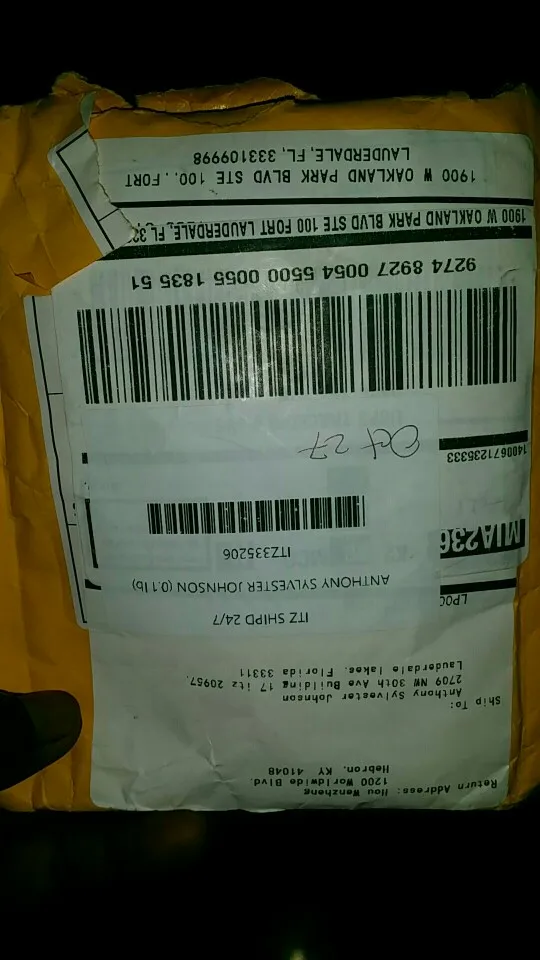 Return Address: Hou Wenzheng
1200 Worldwide Blvd.
Hebron, KY 41048
Ship To:
Anthony Sylvester Johnson
2709 NW 30th Ave Building 17 itz 20957,
Lauderdale lakes, Florida 33311
ITZ SHIPD 24/7
ANTHONY SYLVESTER JOHNSON (0.1 lb)
ITZ335206
LPO
MIA236
1408671235333
Oct 27
9274 8927 0054 5500 0055 1835 51
1900 W OAKLAND PARK BLVD STE 100 FORT LAUDERDALE, FL, 33
1900 W OAKLAND PARK BLVD STE 100, , FORT
LAUDERDALE, FL, 333109998